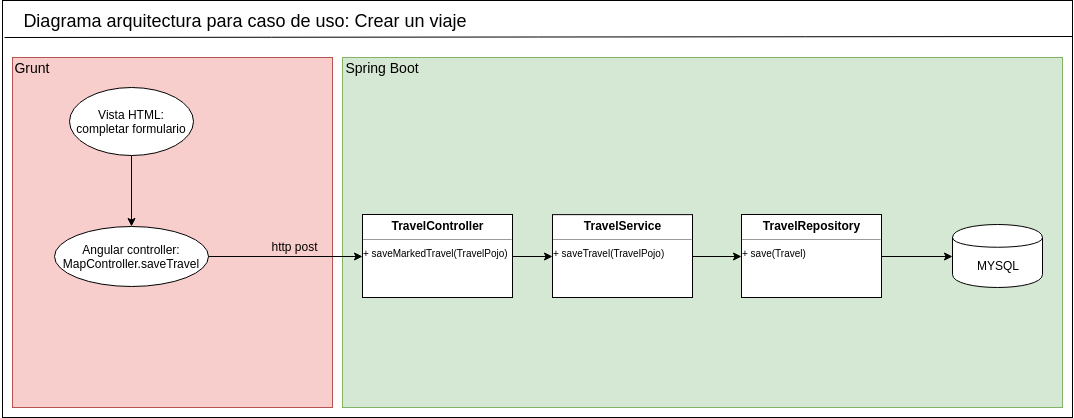 Diagrama arquitectura para caso de uso: Crear un viaje
Grunt
Spring Boot
Vista HTML:
completar formulario
Angular controller:
MapController.saveTravel
http post
TravelController
+ saveMarkedTravel(TravelPojo)
TravelService
+ saveTravel(TravelPojo)
TravelRepository
+ save(Travel)
MYSQL